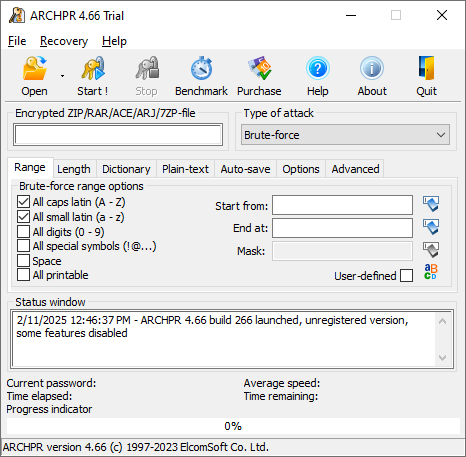 ARCHPR 4.66 Trial
File Recovery Help
Open Start ! Stop Benchmark Purchase Help About Quit
Encrypted ZIP/RAR/ACE/ARJ/7ZP-file
Type of attack
Brute-force
Range Length Dictionary Plain-text Auto-save Options Advanced
Brute-force range options
All caps latin (A - Z)
All small latin (a - z)
All digits (0 - 9)
All special symbols (!@...)
Space
All printable
Start from:
End at:
Mask:
User-defined
Status window
2/11/2025 12:46:37 PM - ARCHPR 4.66 build 266 launched, unregistered version,
some features disabled
Current password: Average speed:
Time elapsed: Time remaining:
Progress indicator
0%
ARCHPR version 4.66 (c) 1997-2023 ElcomSoft Co. Ltd.